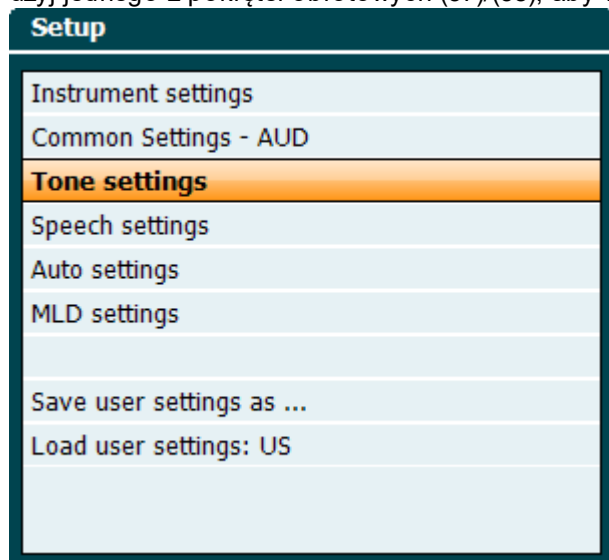 Setup
Instrument settings
Common Settings - AUD
Tone settings
Speech settings
Auto settings
MLD settings
Save user settings as ...
Load user settings: US